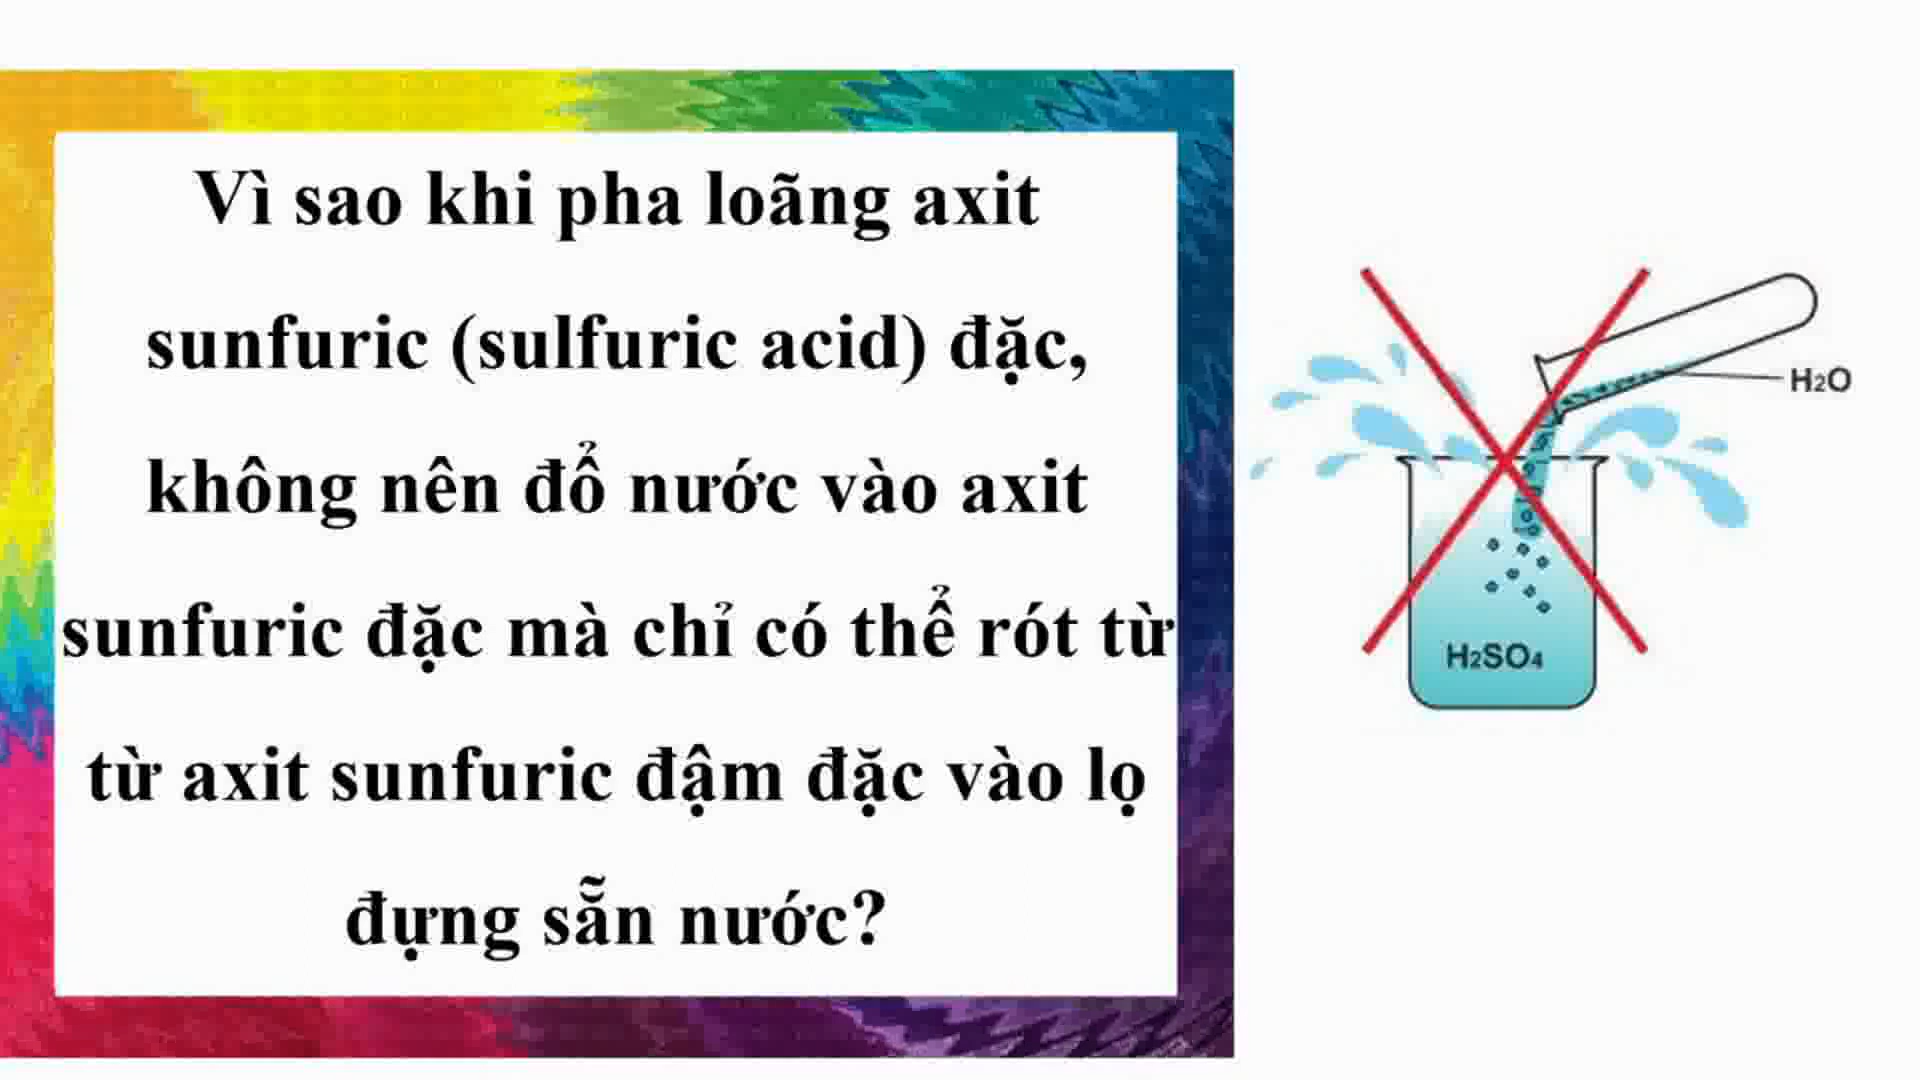 Vì sao khi pha loãng axit
sunfuric (sulfuric acid) đặc,
không nên đổ nước vào axit
sunfuric đặc mà chỉ có thể rót từ
từ axit sunfuric đậm đặc vào lọ
đựng sẵn nước?
H2O
H2SO4